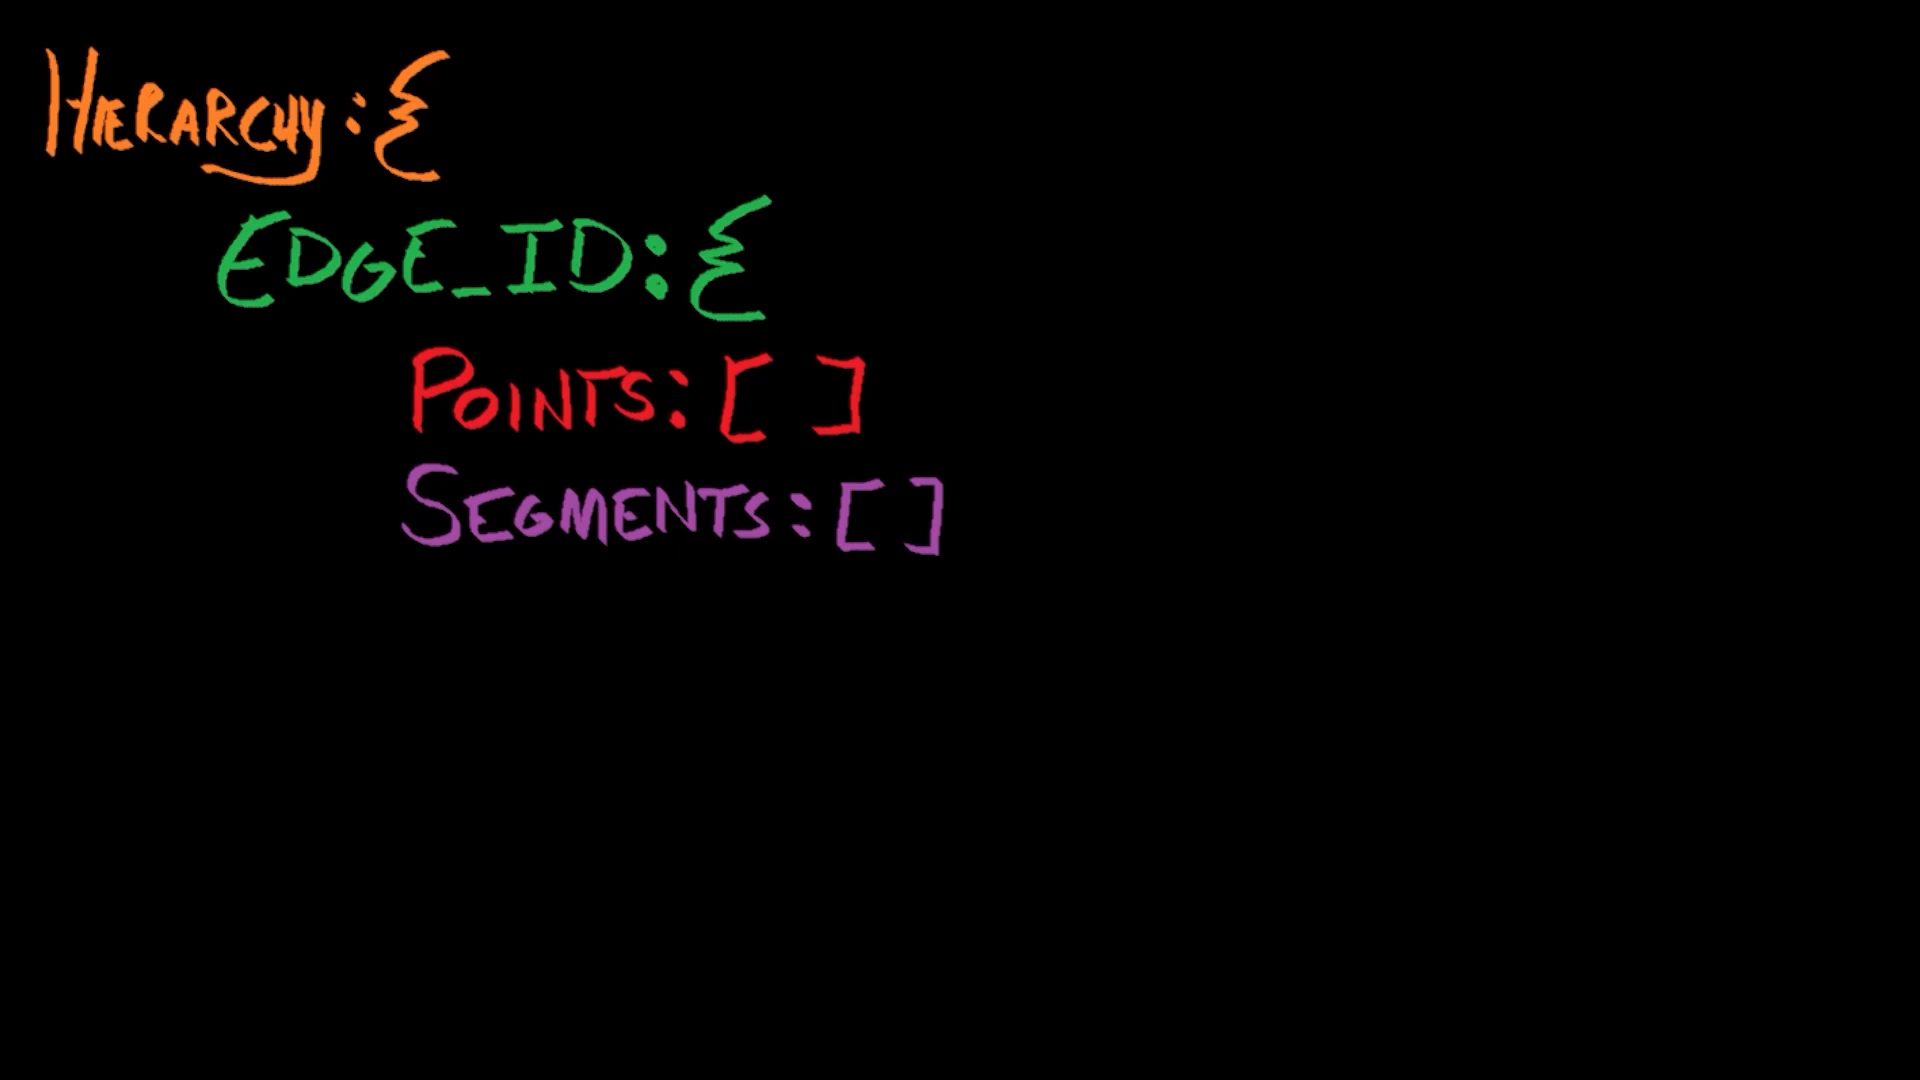 HIERARCHY: {
EDGE_ID: {
POINTS: [ ]
SEGMENTS: [ ]